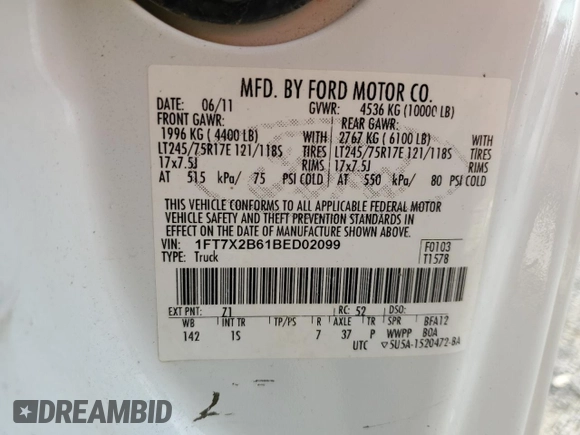 MFD. BY FORD MOTOR CO.
DATE: 06/11 GVWR: 4536 KG (10000 LB)
FRONT GAWR: REAR GAWR:
1996 KG ( 4400 LB) WITH 2767 KG ( 6100 LB) WITH
LT245/75R17E 121/118S TIRES LT245/75R17E 121/118S TIRES
17x7.5J RIMS 17x7.5J RIMS
AT 515 kPa/ 75 PSI COLD AT 550 kPa/ 80 PSI COLD
THIS VEHICLE CONFORMS TO ALL APPLICABLE FEDERAL MOTOR
VEHICLE SAFETY AND THEFT PREVENTION STANDARDS IN
EFFECT ON THE DATE OF MANUFACTURE SHOWN ABOVE.
VIN: 1FT7X2B61BED02099 F0103
TYPE: Truck T1578
EXT PNT: Z1 RC: 52 DSO:
WB INT TR TP/PS R AXLE TR SPR BFA12
142 1S 7 37 P WWPP BOA
UTC ▽5U5A-1520472-BA
DREAMBID